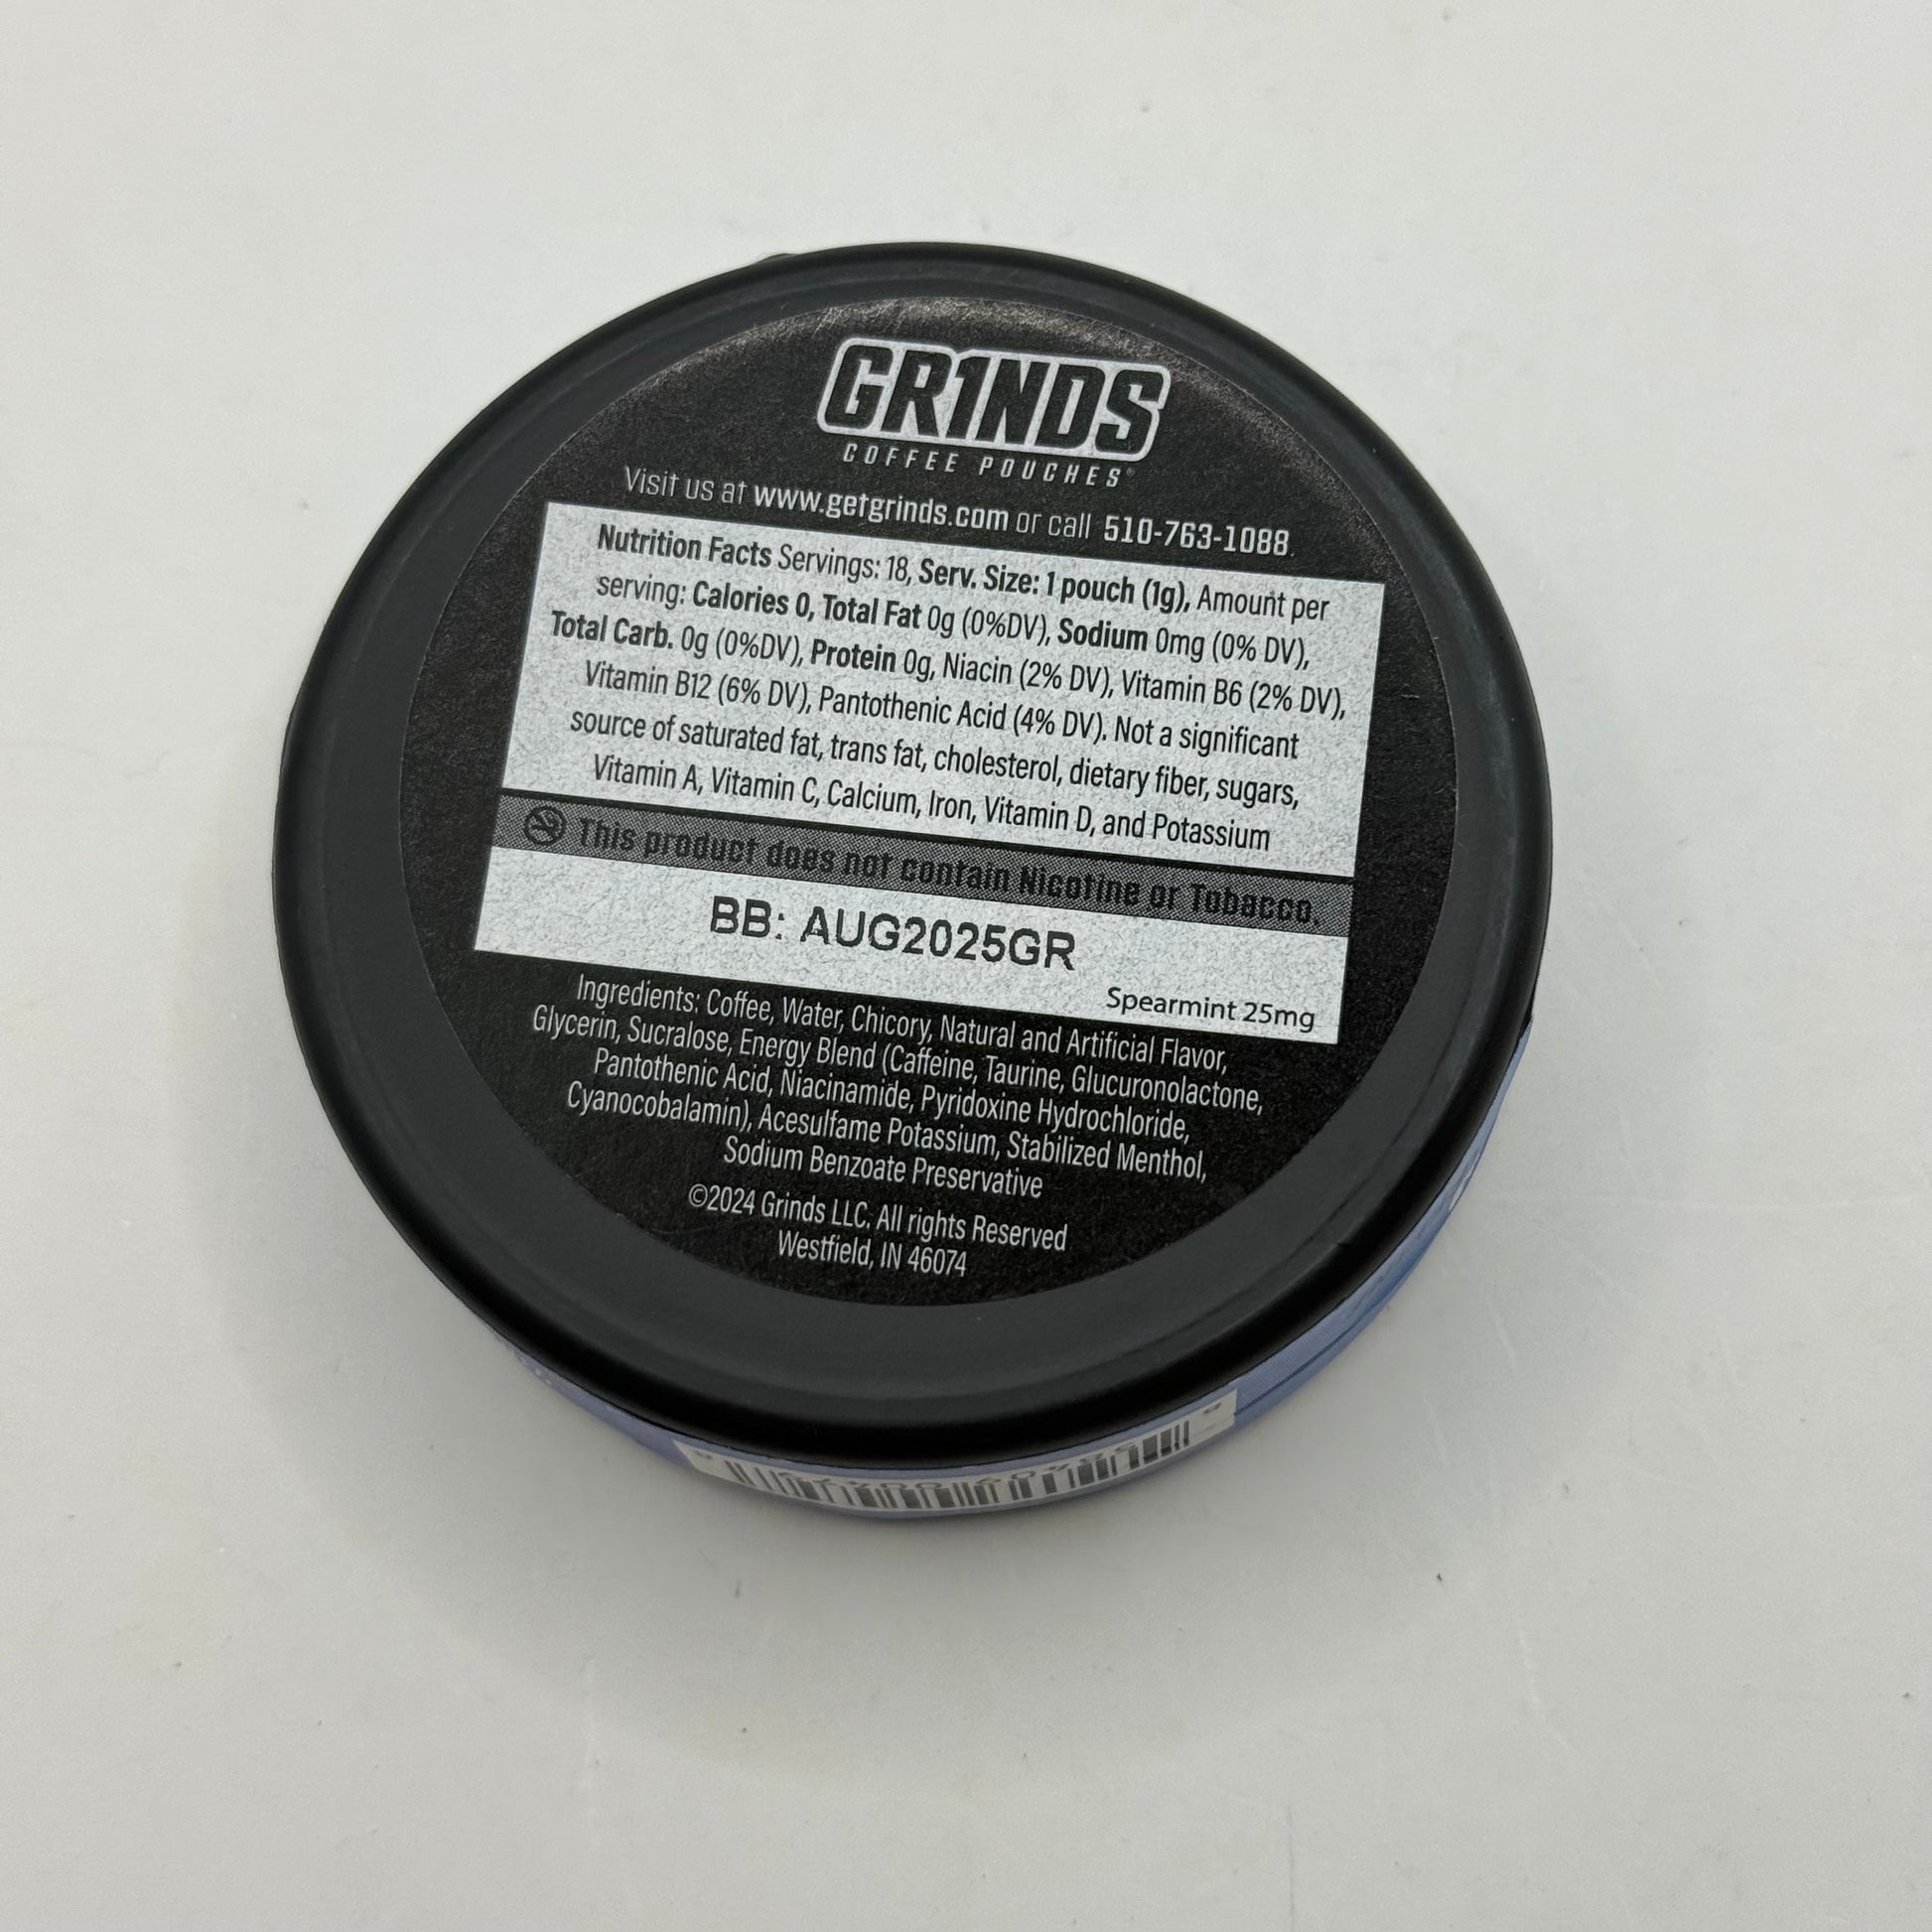 GR1NDS
COFFEE POUCHES®
Visit us at www.getgrinds.com or call 510-763-1088.
Nutrition Facts Servings: 18, Serv. Size: 1 pouch (1g), Amount per
serving: Calories 0, Total Fat 0g (0%DV), Sodium 0mg (0% DV),
Total Carb. 0g (0%DV), Protein 0g, Niacin (2% DV), Vitamin B6 (2% DV),
Vitamin B12 (6% DV), Pantothenic Acid (4% DV). Not a significant
source of saturated fat, trans fat, cholesterol, dietary fiber, sugars,
Vitamin A, Vitamin C, Calcium, Iron, Vitamin D, and Potassium
This product does not contain Nicotine or Tobacco.
BB: AUG2025GR
Spearmint 25mg
Ingredients: Coffee, Water, Chicory, Natural and Artificial Flavor,
Glycerin, Sucralose, Energy Blend (Caffeine, Taurine, Glucuronolactone,
Pantothenic Acid, Niacinamide, Pyridoxine Hydrochloride,
Cyanocobalamin), Acesulfame Potassium, Stabilized Menthol,
Sodium Benzoate Preservative
©2024 Grinds LLC. All rights Reserved
Westfield, IN 46074